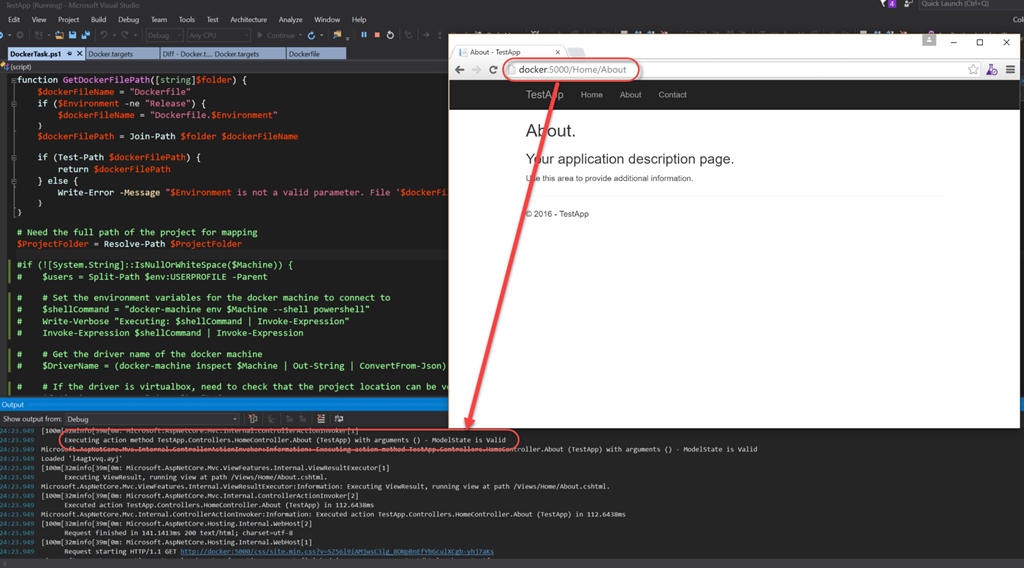 TestApp (Running) - Microsoft Visual Studio
4
Quick Launch (Ctrl+Q)
Edit View Project Build Debug Team Tools Test Architecture Analyze Window Help
Debug Any CPU Continue
DockerTask.ps1 Docker.targets Diff - Docker.t... Docker.targets Dockerfile
(script)
function GetDockerFilePath([string]$folder) {
$dockerFileName = "Dockerfile"
if ($Environment -ne "Release") {
$dockerFileName = "Dockerfile.$Environment"
}
$dockerFilePath = Join-Path $folder $dockerFileName
if (Test-Path $dockerFilePath) {
return $dockerFilePath
} else {
Write-Error -Message "$Environment is not a valid parameter. File '$dockerFi
}
}
# Need the full path of the project for mapping
$ProjectFolder = Resolve-Path $ProjectFolder
#if (![System.String]::IsNullOrWhiteSpace($Machine)) {
# $users = Split-Path $env:USERPROFILE -Parent
# # Set the environment variables for the docker machine to connect to
# $shellCommand = "docker-machine env $Machine --shell powershell"
# Write-Verbose "Executing: $shellCommand | Invoke-Expression"
# Invoke-Expression $shellCommand | Invoke-Expression
# # Get the driver name of the docker machine
# $DriverName = (docker-machine inspect $Machine | Out-String | ConvertFrom-Json)
# # If the driver is virtualbox, need to check that the project location can be v
About - TestApp
docker:5000/Home/About
TestApp Home About Contact
About.
Your application description page.
Use this area to provide additional information.
© 2016 - TestApp
Output
Show output from: Debug
24:23.949 [100m[32minfo[39m[0m: Microsoft.AspNetCore.Mvc.Internal.ControllerActionInvoker[1]
24:23.949 Executing action method TestApp.Controllers.HomeController.About (TestApp) with arguments () - ModelState is Valid
24:23.949 Microsoft.AspNetCore.Mvc.Internal.ControllerActionInvoker:Information: Executing action method TestApp.Controllers.HomeController.About (TestApp) with arguments () - ModelState is Valid
24:23.949 Loaded 'l4ag1vvq.ayj'
24:23.949 [100m[32minfo[39m[0m: Microsoft.AspNetCore.Mvc.ViewFeatures.Internal.ViewResultExecutor[1]
24:23.949 Executing ViewResult, running view at path /Views/Home/About.cshtml.
24:23.949 Microsoft.AspNetCore.Mvc.ViewFeatures.Internal.ViewResultExecutor:Information: Executing ViewResult, running view at path /Views/Home/About.cshtml.
24:23.949 [100m[32minfo[39m[0m: Microsoft.AspNetCore.Mvc.Internal.ControllerActionInvoker[2]
24:23.949 Executed action TestApp.Controllers.HomeController.About (TestApp) in 112.6438ms
24:23.949 Microsoft.AspNetCore.Mvc.Internal.ControllerActionInvoker:Information: Executed action TestApp.Controllers.HomeController.About (TestApp) in 112.6438ms
24:23.949 [100m[32minfo[39m[0m: Microsoft.AspNetCore.Hosting.Internal.WebHost[2]
24:23.949 Request finished in 141.1413ms 200 text/html; charset=utf-8
24:23.949 [100m[32minfo[39m[0m: Microsoft.AspNetCore.Hosting.Internal.WebHost[1]
24:23.949 Request starting HTTP/1.1 GET